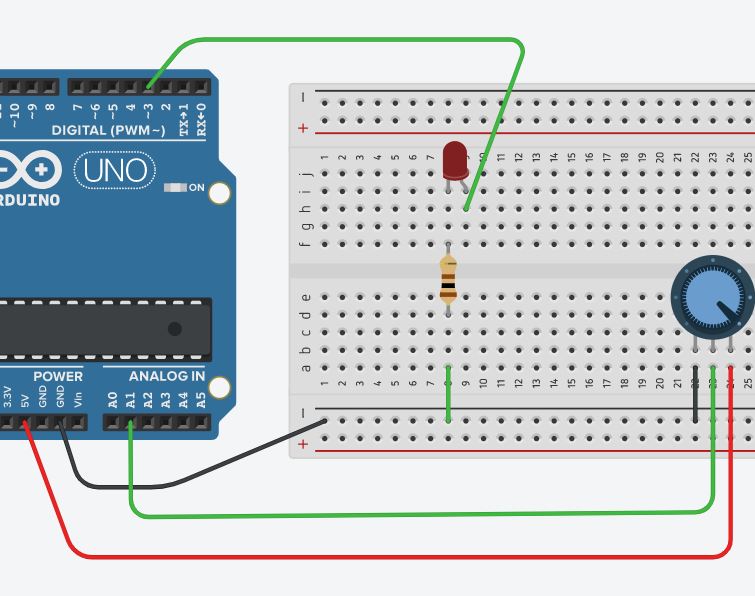 ~10
~9
8
7
~6
~5
4
~3
2
TX→1
RX←0
DIGITAL (PWM~)
UNO
ON
RDUINO
POWER
ANALOG IN
3.3V
5V
GND
GND
Vin
A0
A1
A2
A3
A4
A5
1 2 3 4 5 6 7 10 11 12 13 14 15 16 17 18 19 20 21 22 23 24 25
j
i
h
g
f
e
d
c
b
a
1 2 3 4 5 6 7 8 9 10 11 12 13 14 15 16 17 18 19 20 21 22 23 24 25